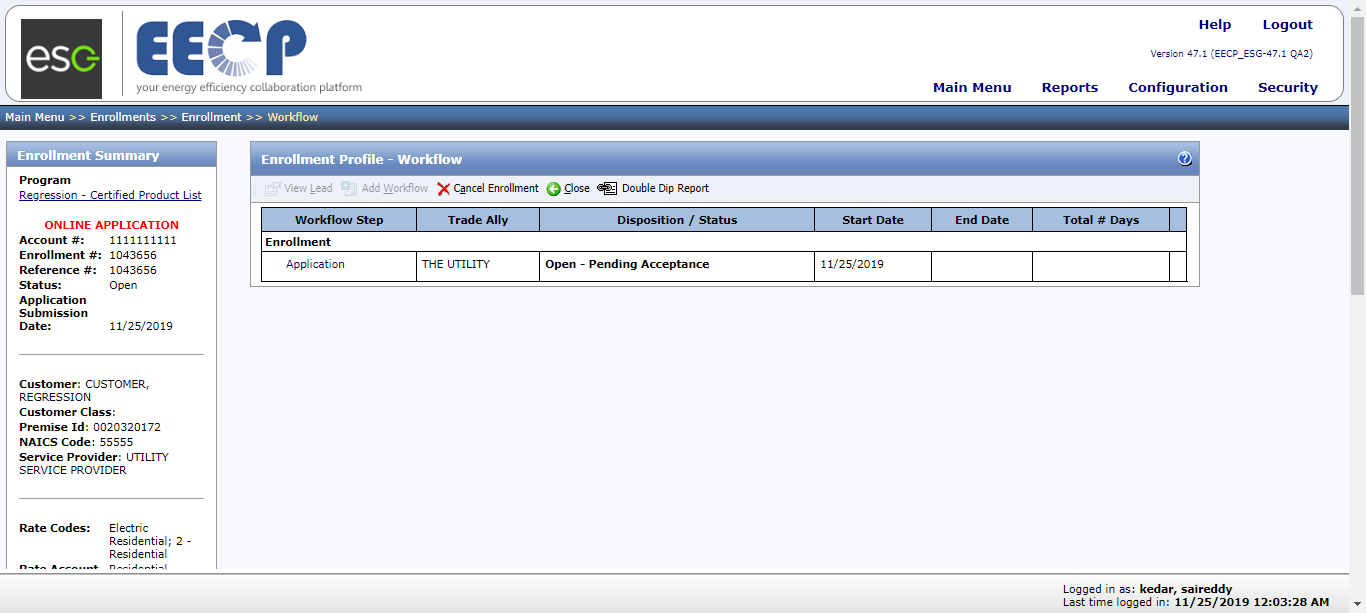 esG
EECP
your energy efficiency collaboration platform
Help Logout
Version 47.1 (EECP_ESG-47.1 QA2)
Main Menu Reports Configuration Security
Main Menu >> Enrollments >> Enrollment >> Workflow
Enrollment Summary
Program
Regression - Certified Product List
ONLINE APPLICATION
Account #: 1111111111
Enrollment #: 1043656
Reference #: 1043656
Status: Open
Application
Submission
Date: 11/25/2019
Customer: CUSTOMER,
REGRESSION
Customer Class:
Premise Id: 0020320172
NAICS Code: 55555
Service Provider: UTILITY
SERVICE PROVIDER
Rate Codes: Electric
Residential; 2 -
Residential
Rate Account Residential
Enrollment Profile - Workflow
View Lead Add Workflow Cancel Enrollment Close Double Dip Report
Workflow Step Trade Ally Disposition / Status Start Date End Date Total # Days
Enrollment
Application THE UTILITY Open - Pending Acceptance 11/25/2019
Logged in as: kedar, saireddy
Last time logged in: 11/25/2019 12:03:28 AM